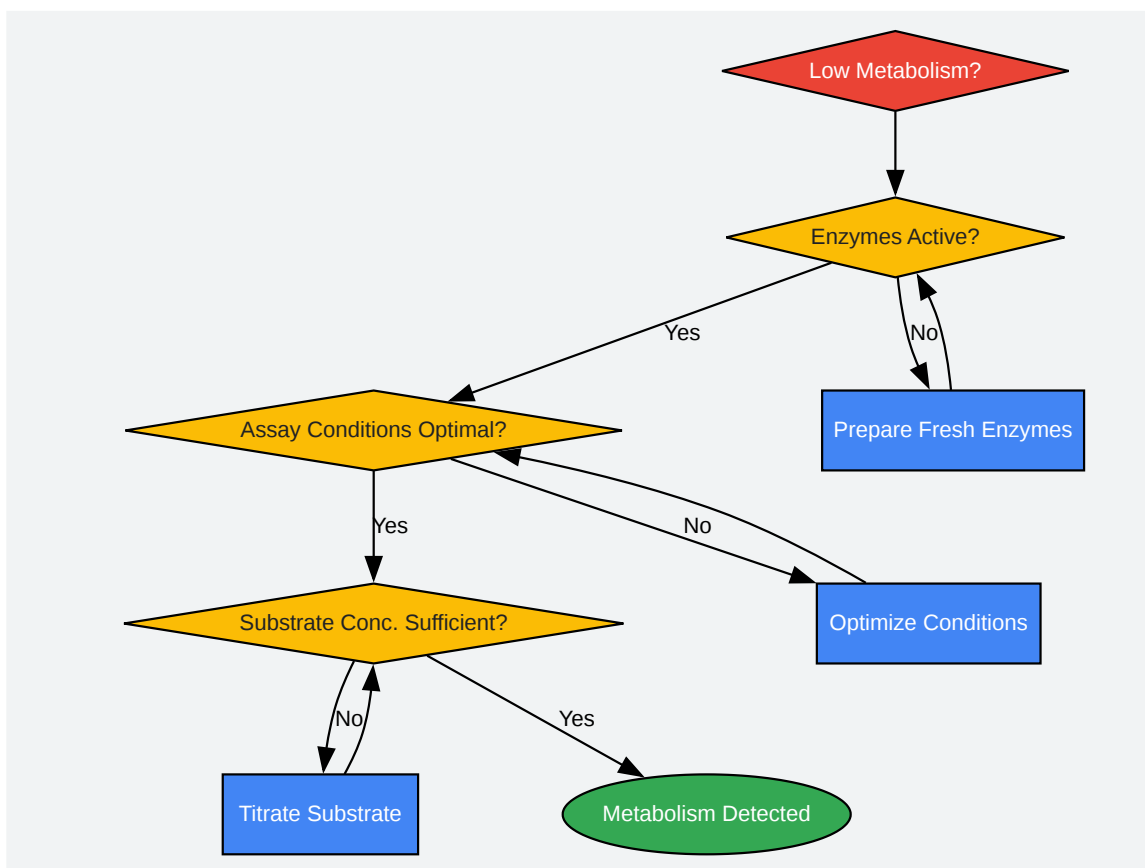 Low Metabolism?
Enzymes Active?
Yes
No
Prepare Fresh Enzymes
Assay Conditions Optimal?
Yes
No
Optimize Conditions
Substrate Conc. Sufficient?
No
Yes
Titrate Substrate
Metabolism Detected